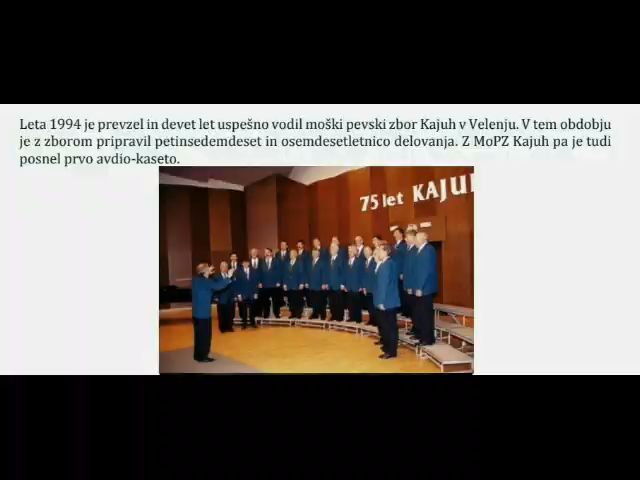 Leta 1994 je prevzel in devet let uspešno vodil moški pevski zbor Kajuh v Velenju. V tem obdobju
je z zborom pripravil petinsedemdeset in osemdesetletnico delovanja. Z MoPZ Kajuh pa je tudi
posnel prvo avdio-kaseto.
75 let KAJU